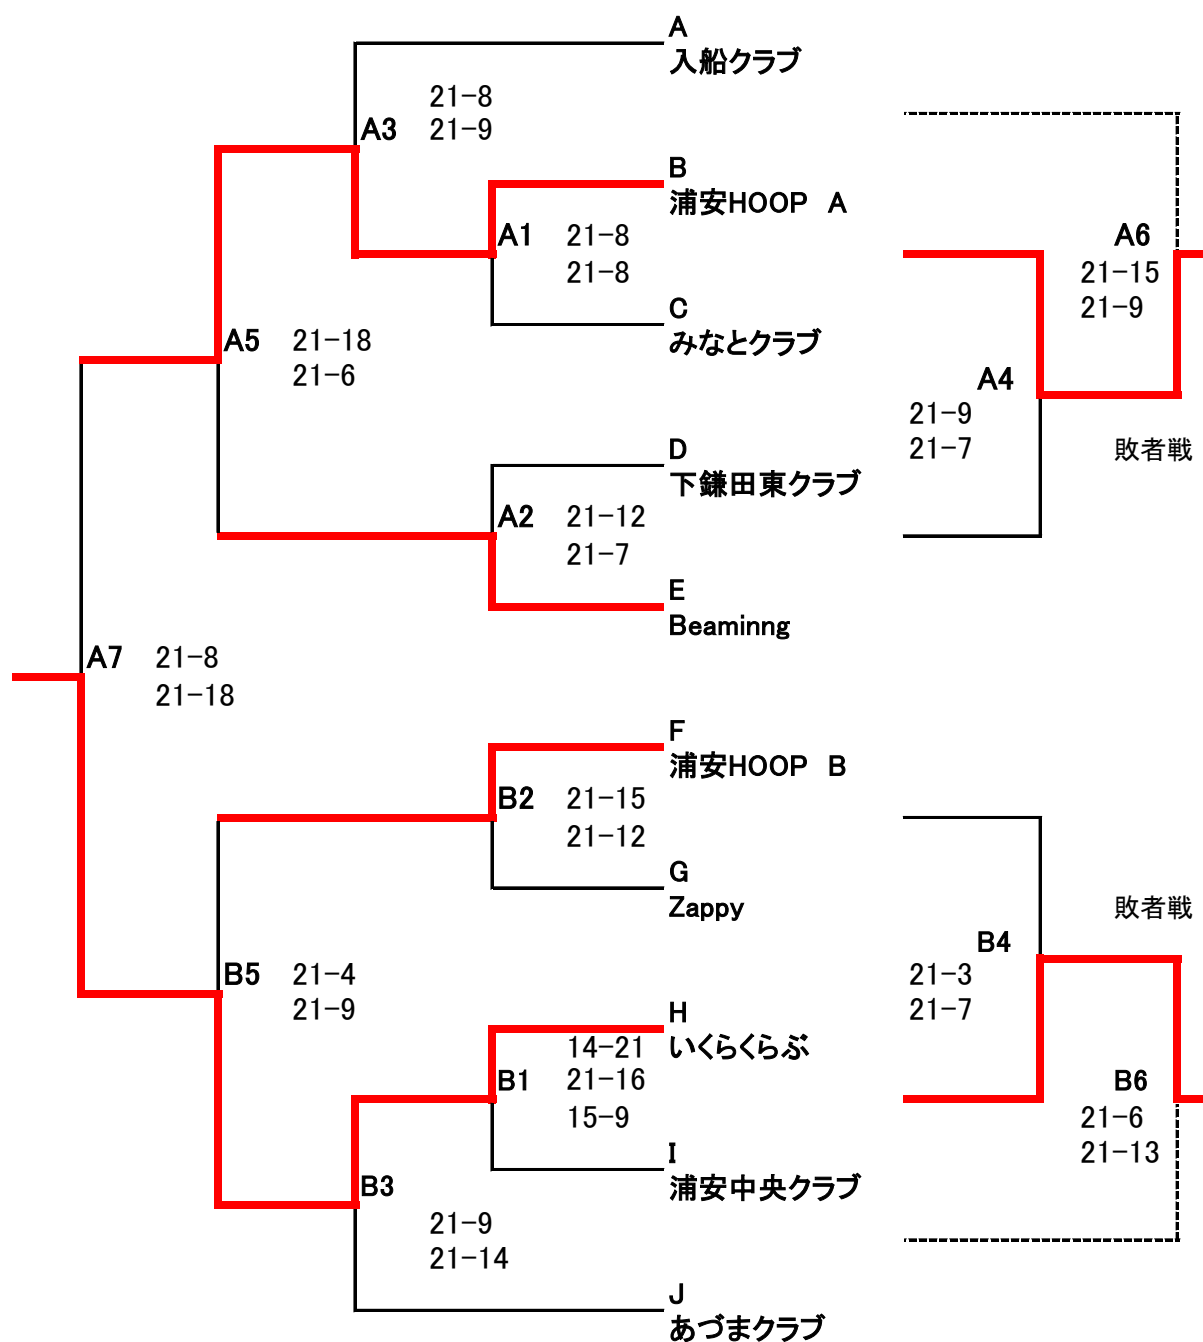 A
入船クラブ
21-8
A3 21-9
B
浦安HOOP A
A1 21-8
21-8
A6
21-15
21-9
C
みなとクラブ
A5 21-18
21-6
A4
21-9
21-7
敗者戦
D
下鎌田東クラブ
A2 21-12
21-7
E
Beaminng
A7 21-8
21-18
F
浦安HOOP B
B2 21-15
21-12
G
Zappy
敗者戦
B4
21-3
21-7
B5 21-4
21-9
H
いくらくらぶ
14-21
B1 21-16
15-9
B6
21-6
21-13
I
浦安中央クラブ
B3
21-9
21-14
J
あづまクラブ